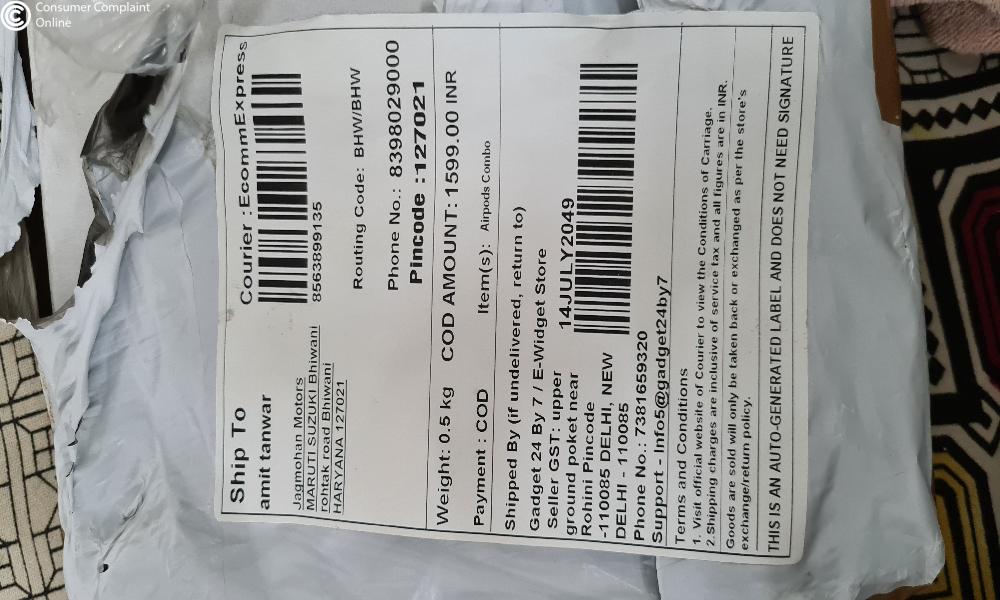 Consumer Complaint
Online
Ship To
amit tanwar
Jagmohan Motors
MARUTI SUZUKI Bhiwani
rohtak road Bhiwani
HARYANA 127021
Courier :EcommExpress
8563899135
Routing Code: BHW/BHW
Phone No.: 8398029000
Pincode :127021
Weight: 0.5 kg COD AMOUNT:1599.00 INR
Payment : COD Item(s): Airpods Combo
Shipped By (if undelivered, return to)
Gadget 24 By 7 / E-Widget Store
Seller GST: upper
ground poket near
Rohini Pincode
-110085 DELHI, NEW
DELHI - 110085
Phone No.: 7381659320
Support - Info5@gadget24by7
14JULY2049
Terms and Conditions
1. Visit official website of Courier to view the Conditions of Carriage.
2. Shipping charges are inclusive of service tax and all figures are in INR.
Goods are sold will only be taken back or exchanged as per the store's
exchange/return policy.
THIS IS AN AUTO-GENERATED LABEL AND DOES NOT NEED SIGNATURE